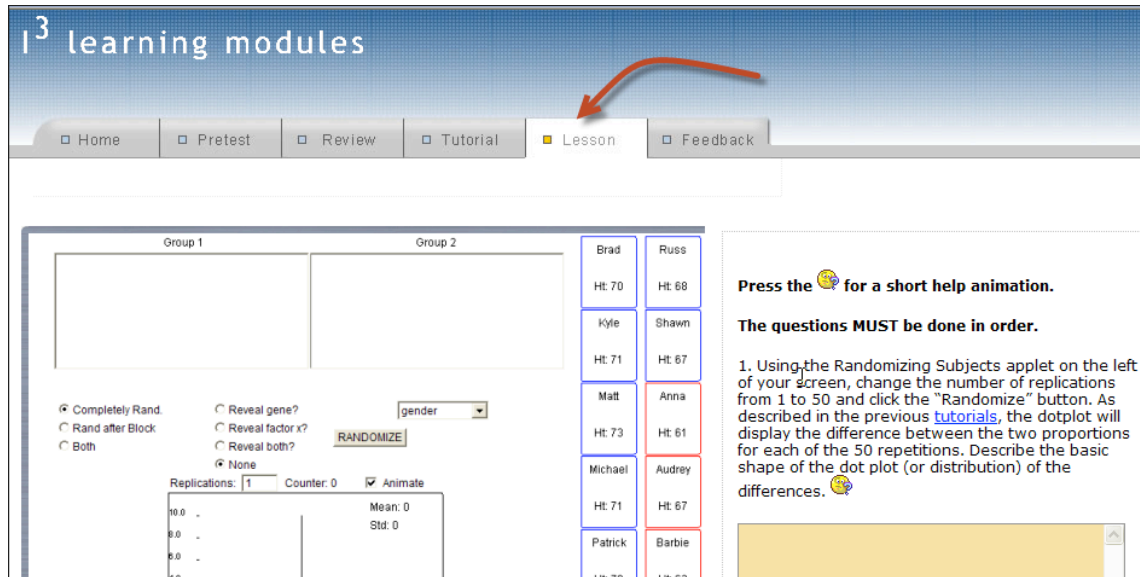 I³ learning modules
Home Pretest Review Tutorial Lesson Feedback
Group 1 Group 2
Brad Russ
Ht: 70 Ht: 68
Kyle Shawn
Ht: 71 Ht: 67
Matt Anna
Ht: 73 Ht: 61
Michael Audrey
Ht: 71 Ht: 67
Patrick Barbie
Completely Rand. Reveal gene? gender
Rand after Block Reveal factor x?
Both Reveal both? RANDOMIZE
None
Replications: 1 Counter: 0 Animate
10.0 Mean: 0
8.0 Std: 0
6.0
Press the for a short help animation.
The questions MUST be done in order.
1. Using the Randomizing Subjects applet on the left
of your screen, change the number of replications
from 1 to 50 and click the “Randomize” button. As
described in the previous tutorials, the dotplot will
display the difference between the two proportions
for each of the 50 repetitions. Describe the basic
shape of the dot plot (or distribution) of the
differences.